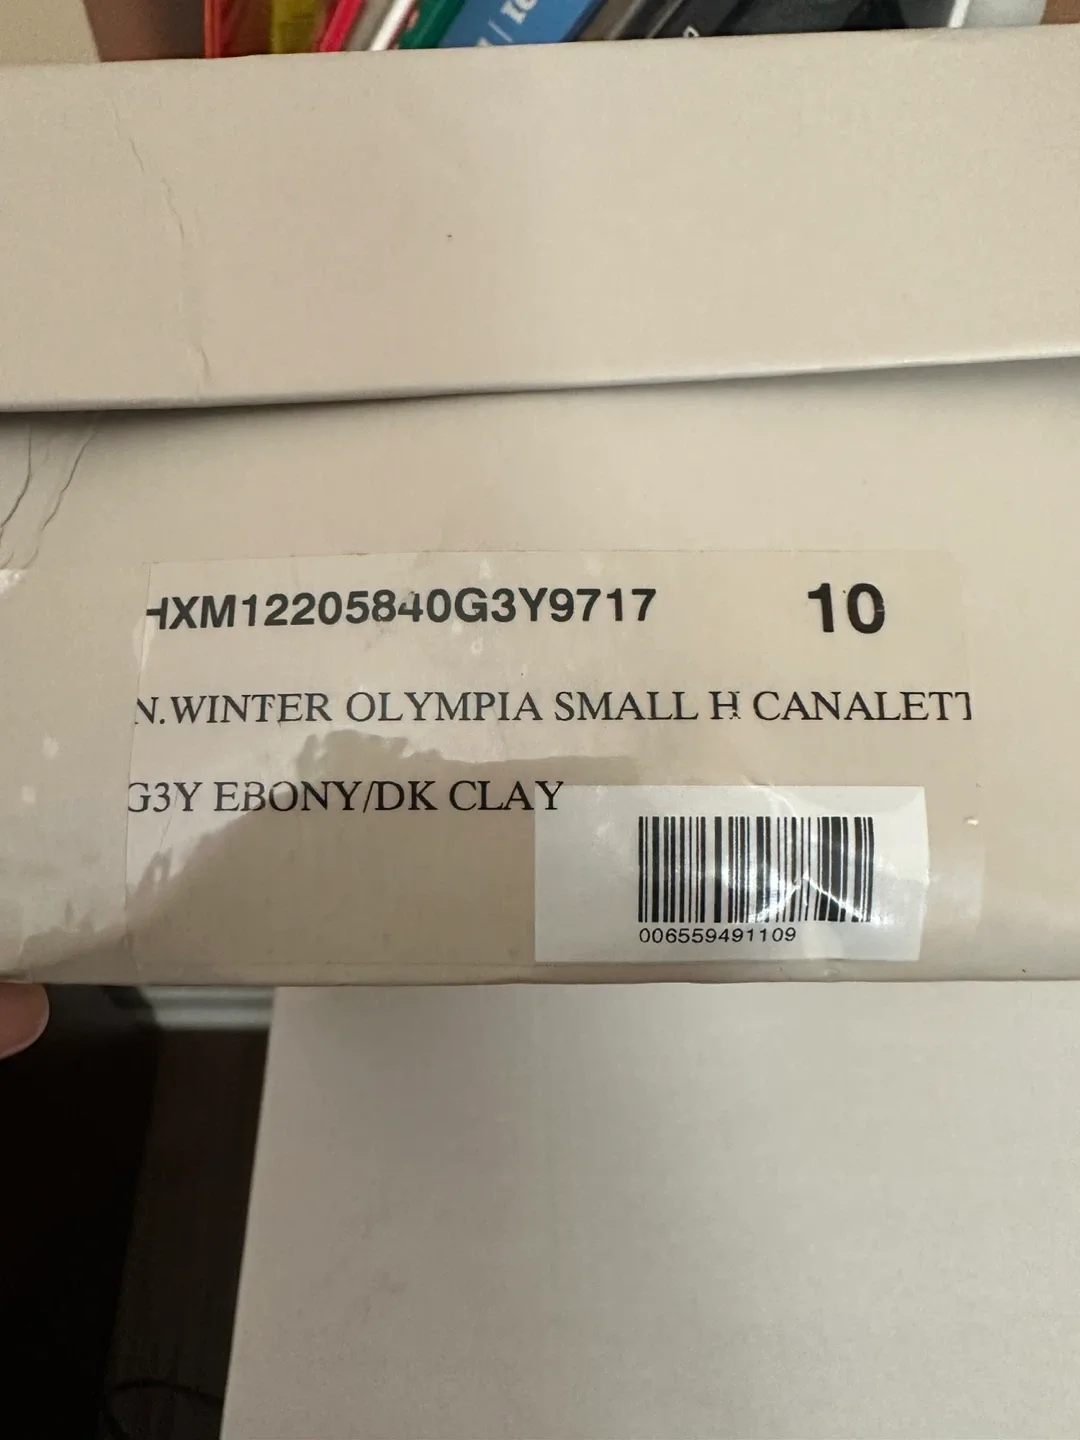 HXM12205840G3Y9717 10
N.WINTER OLYMPIA SMALL H CANALETT
G3Y EBONY/DK CLAY
006559491109